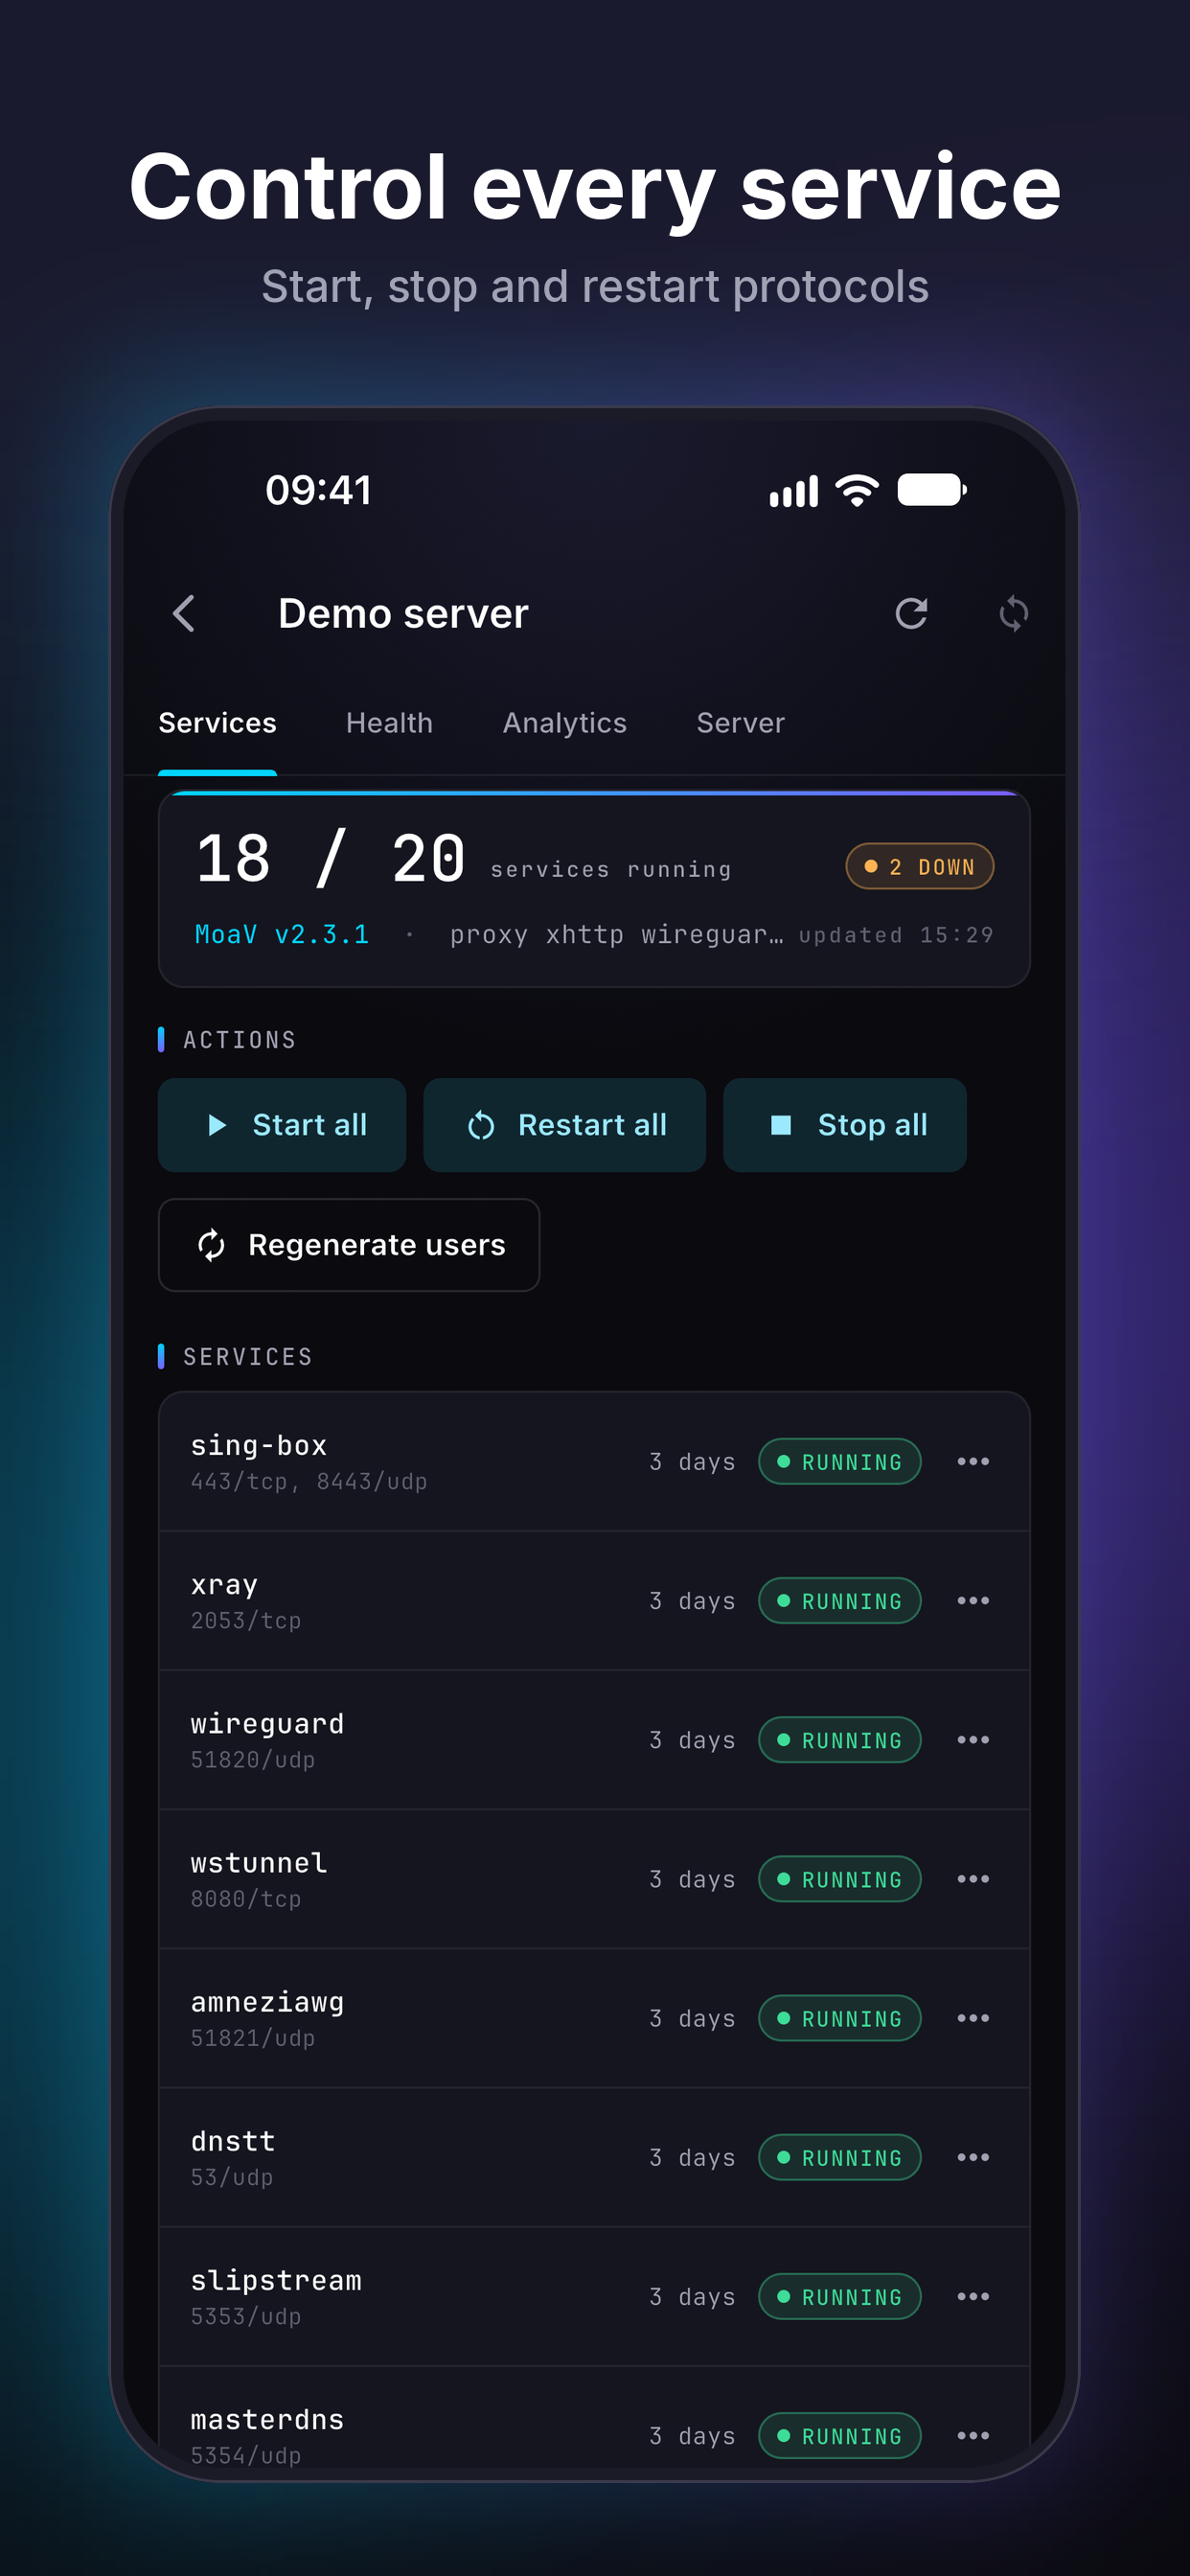 Control every service
Start, stop and restart protocols
09:41
Demo server
Services Health Analytics Server
18 / 20 services running 2 DOWN
MoaV v2.3.1 · proxy xhttp wireguar… updated 15:29
ACTIONS
Start all Restart all Stop all
Regenerate users
SERVICES
sing-box
443/tcp, 8443/udp
3 days RUNNING
xray
2053/tcp
3 days RUNNING
wireguard
51820/udp
3 days RUNNING
wstunnel
8080/tcp
3 days RUNNING
amneziawg
51821/udp
3 days RUNNING
dnstt
53/udp
3 days RUNNING
slipstream
5353/udp
3 days RUNNING
masterdns
5354/udp
3 days RUNNING